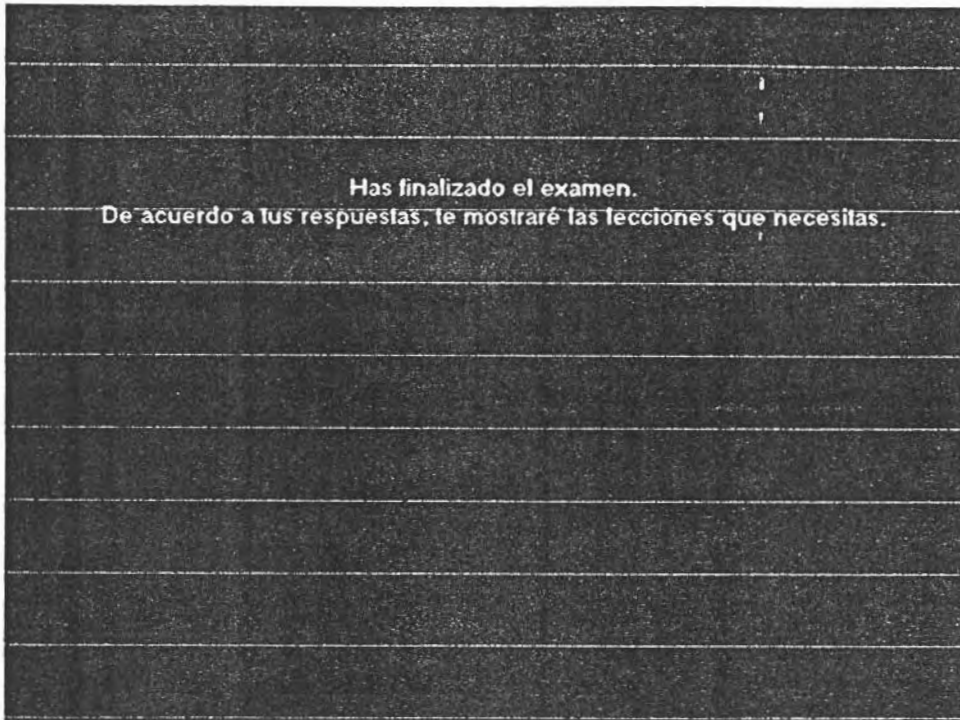 Has finalizado el examen.
De acuerdo a tus respuestas, te mostraré las lecciones que necesitas.